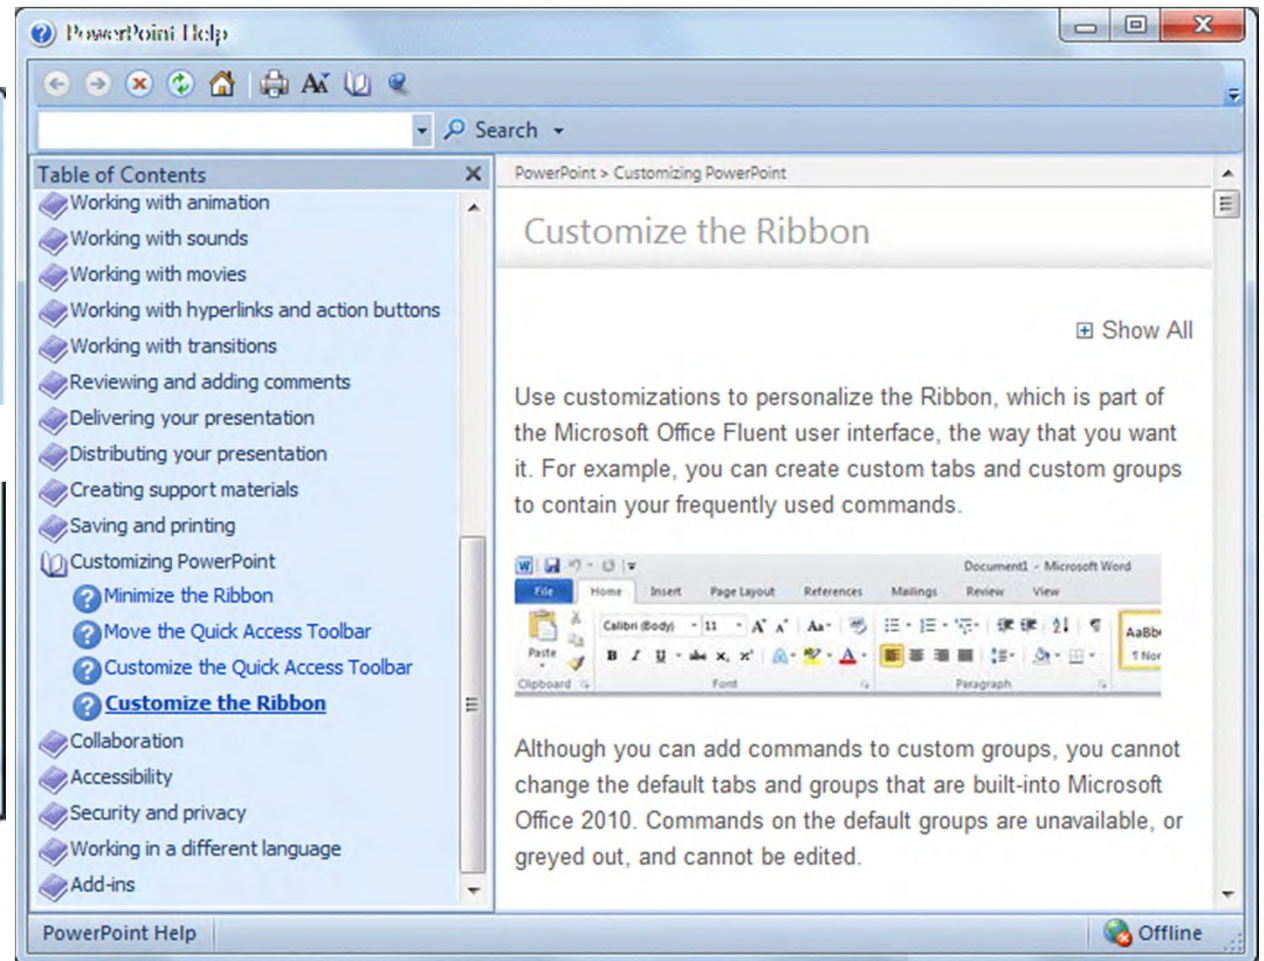 PowerPoint Help
Search
Table of Contents
Working with animation
Working with sounds
Working with movies
Working with hyperlinks and action buttons
Working with transitions
Reviewing and adding comments
Delivering your presentation
Distributing your presentation
Creating support materials
Saving and printing
Customizing PowerPoint
Minimize the Ribbon
Move the Quick Access Toolbar
Customize the Quick Access Toolbar
Customize the Ribbon
Collaboration
Accessibility
Security and privacy
Working in a different language
Add-ins
PowerPoint > Customizing PowerPoint
Customize the Ribbon
Show All
Use customizations to personalize the Ribbon, which is part of
the Microsoft Office Fluent user interface, the way that you want
it. For example, you can create custom tabs and custom groups
to contain your frequently used commands.
Document1 - Microsoft Word
File Home Insert Page Layout References Mailings Review View
Calibri (Body) 11
Paste
AaBb
¶ Nor
Clipboard Font Paragraph
Although you can add commands to custom groups, you cannot
change the default tabs and groups that are built-into Microsoft
Office 2010. Commands on the default groups are unavailable, or
greyed out, and cannot be edited.
PowerPoint Help
Offline